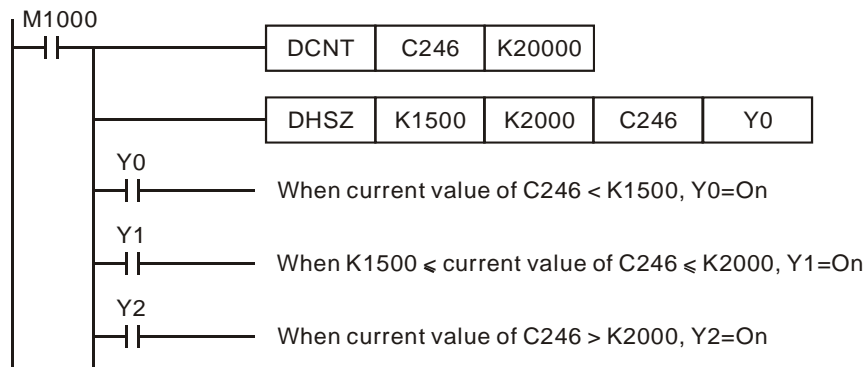 M1000
DCNT C246 K20000
DHSZ K1500 K2000 C246 Y0
Y0
When current value of C246 < K1500, Y0=On
Y1
When K1500 ⩽ current value of C246 ⩽ K2000, Y1=On
Y2
When current value of C246 > K2000, Y2=On